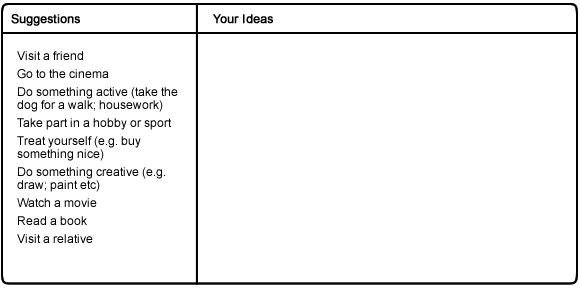 Suggestions
Your Ideas
Visit a friend
Go to the cinema
Do something active (take the
dog for a walk; housework)
Take part in a hobby or sport
Treat yourself (e.g. buy
something nice)
Do something creative (e.g.
draw; paint etc)
Watch a movie
Read a book
Visit a relative